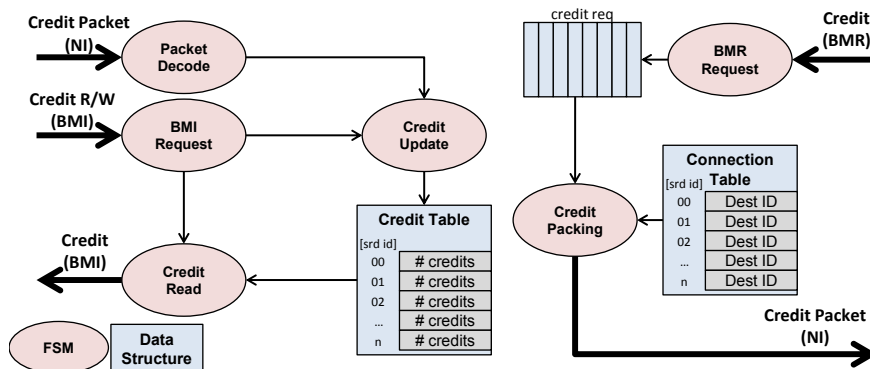 Credit Packet
(NI)
Packet
Decode
Credit R/W
(BMI)
BMI
Request
Credit
Update
Credit Table
[srd id]
00 # credits
01 # credits
02 # credits
... # credits
n # credits
Credit
(BMI)
Credit
Read
FSM
Data
Structure
credit req
BMR
Request
Credit
(BMR)
Connection
Table
[srd id]
00 Dest ID
01 Dest ID
02 Dest ID
... Dest ID
n Dest ID
Credit
Packing
Credit Packet
(NI)